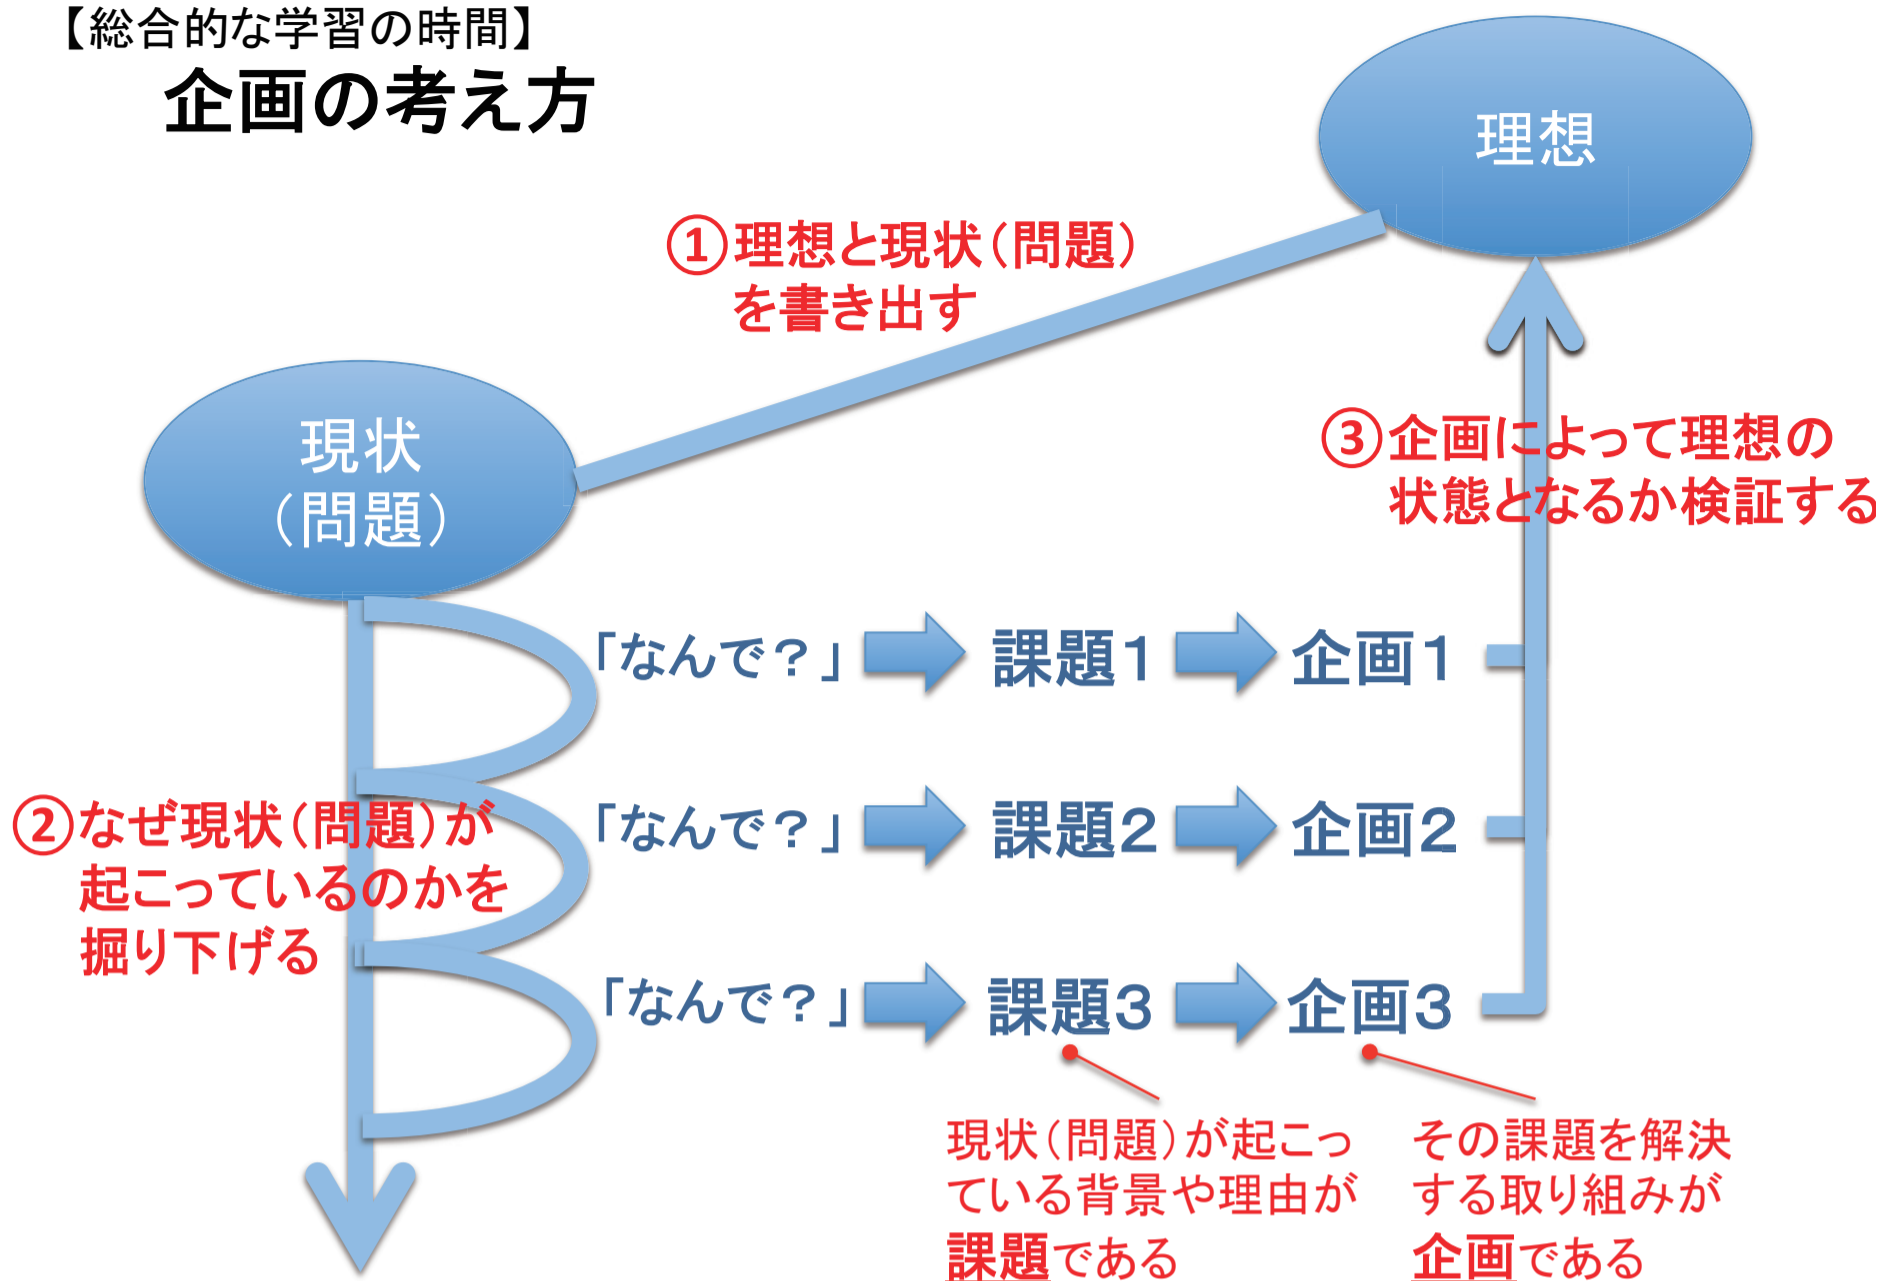 【総合的な学習の時間】
企画の考え方
理想
①理想と現状（問題）
を書き出す
現状
（問題）
③企画によって理想の
状態となるか検証する
「なんで？」
課題１
企画１
②なぜ現状（問題）が
起こっているのかを
掘り下げる
「なんで？」
課題２
企画２
「なんで？」
課題３
企画３
現状（問題）が起こっ
ている背景や理由が
課題である
その課題を解決
する取り組みが
企画である